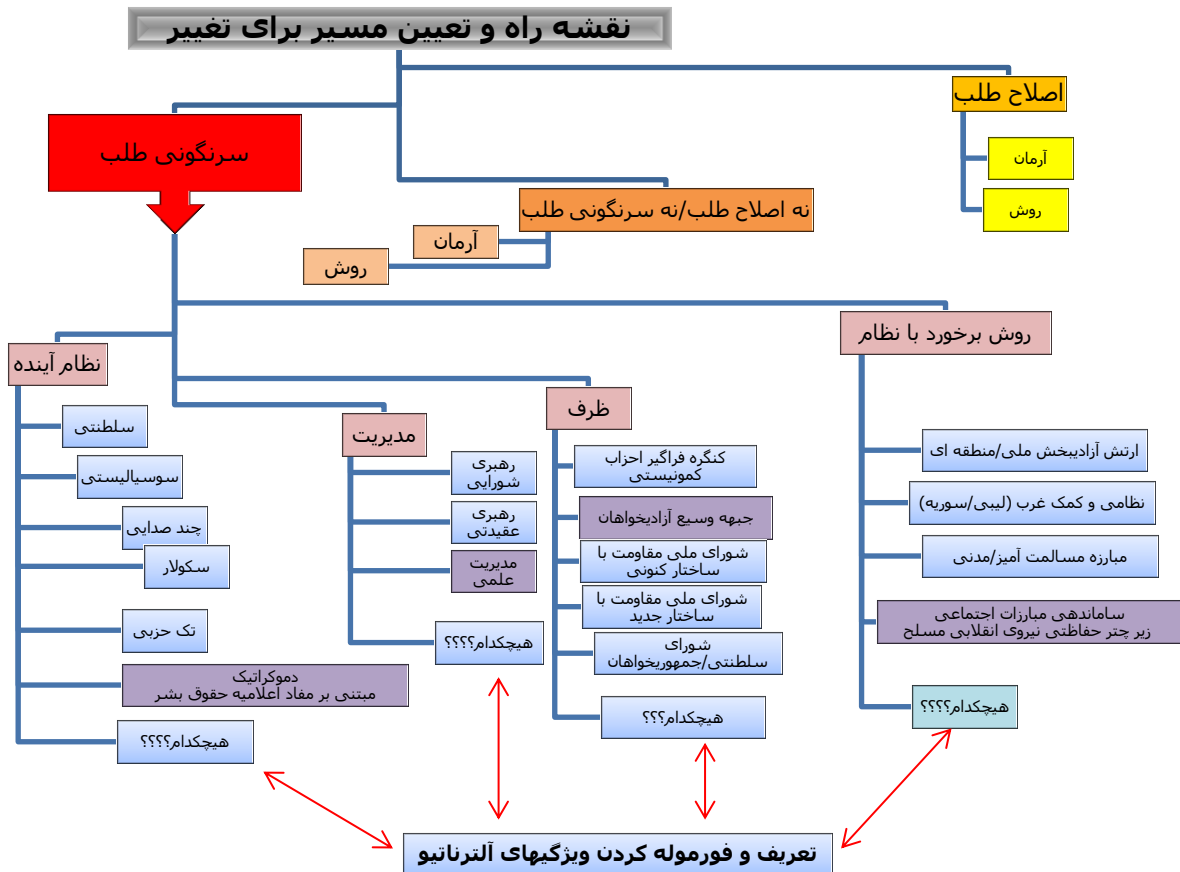 نقشه راه و تعیین مسیر برای تغییر
اصلاح طلب
آرمان
روش
نه اصلاح طلب/نه سرنگونی طلب
آرمان
روش
سرنگونی طلب
روش برخورد با نظام
ارتش آزادیبخش ملی/منطقه ای
نظامی و کمک غرب (لیبی/سوریه)
مبارزه مسالمت آمیز/مدنی
ساماندهی مبارزات اجتماعی
زیر چتر حفاظتی نیروی انقلابی مسلح
هیچکدام؟؟؟؟
ظرف
کنگره فراگیر احزاب
کمونیستی
جبهه وسیع آزادیخواهان
شورای ملی مقاومت با
ساختار کنونی
شورای ملی مقاومت با
ساختار جدید
شورای
سلطنتی/جمهوریخواهان
هیچکدام؟؟؟
مدیریت
رهبری
شورایی
رهبری
عقیدتی
مدیریت
علمی
هیچکدام؟؟؟؟
نظام آینده
سلطنتی
سوسیالیستی
چند صدایی
سکولار
تک حزبی
دموکراتیک
مبتنی بر مفاد اعلامیه حقوق بشر
هیچکدام؟؟؟؟
تعریف و فورموله کردن ویژگیهای آلترناتیو